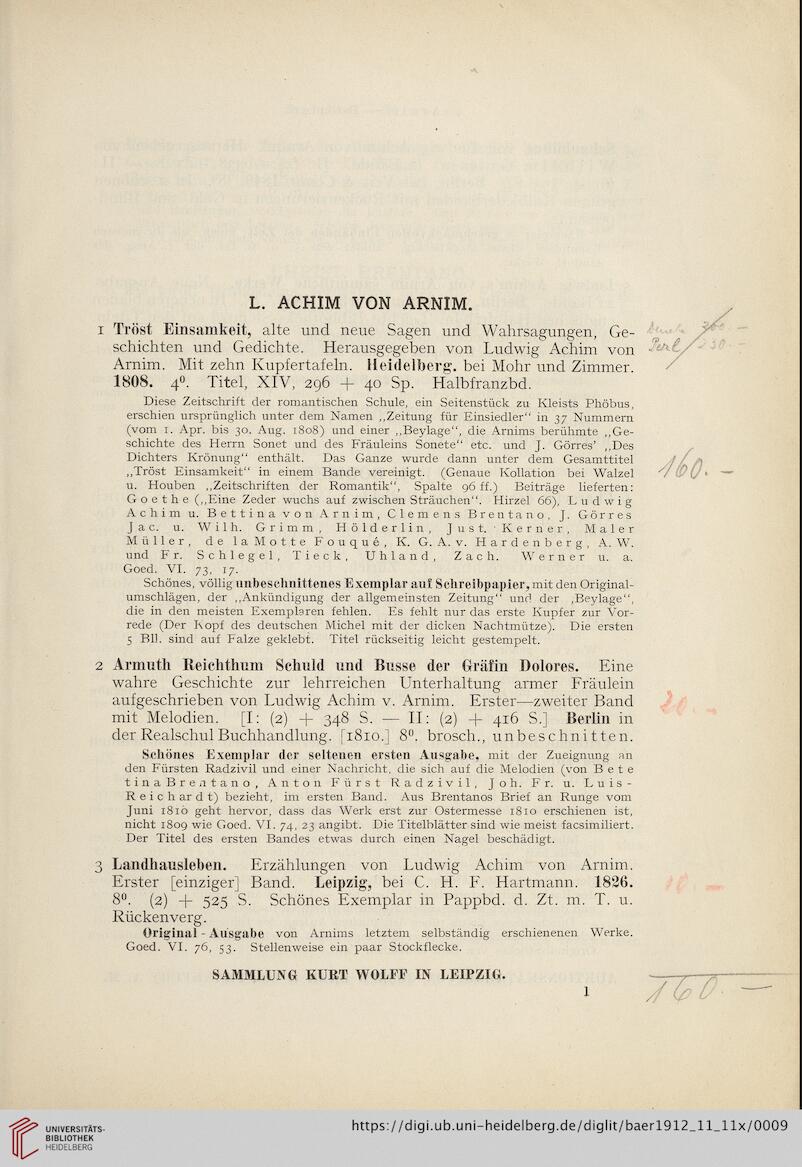 L. ACHIM VON ARNIM.
1 Tröst Einsamkeit, alte und neue Sagen und Wahrsagungen, Ge-
schichten und Gedichte. Herausgegeben von Ludwig Achim von
Arnim. Mit zehn Kupfertafeln. Heidelberg. bei Mohr und Zimmer.
1808. 4⁰. Titel, XIV, 296 + 40 Sp. Halbfranzbd.
Diese Zeitschrift der romantischen Schule, ein Seitenstück zu Kleists Phöbus,
erschien ursprünglich unter dem Namen ,,Zeitung für Einsiedler“ in 37 Nummern
(vom 1. Apr. bis 30. Aug. 1808) und einer ,,Beylage“, die Arnims berühmte ,,Ge-
schichte des Herrn Sonet und des Fräuleins Sonete“ etc. und J. Görres’ ,,Des
Dichters Krönung“ enthält. Das Ganze wurde dann unter dem Gesamttitel
,,Tröst Einsamkeit“ in einem Bande vereinigt. (Genaue Kollation bei Walzel
u. Houben ,,Zeitschriften der Romantik“, Spalte 96 ff.) Beiträge lieferten:
Goethe (,,Eine Zeder wuchs auf zwischen Sträuchen“. Hirzel 66), Ludwig
Achim u. Bettina von Arnim, Clemens Brentano, J. Görres
Jac. u. Wilh. Grimm, Hölderlin, Just. Kerner, Maler
Müller, de la Motte Fouqué, K. G. A. v. Hardenberg, A. W.
und Fr. Schlegel, Tieck, Uhland, Zach. Werner u. a.
Goed. VI. 73, 17.
Schönes, völlig unbeschnittenes Exemplar auf Schreibpapier, mit den Original-
umschlägen, der ,,Ankündigung der allgemeinsten Zeitung“ und der ,Beylage“,
die in den meisten Exemplaren fehlen. Es fehlt nur das erste Kupfer zur Vor-
rede (Der Kopf des deutschen Michel mit der dicken Nachtmütze). Die ersten
5 Bll. sind auf Falze geklebt. Titel rückseitig leicht gestempelt.
160. —
2 Armuth Reichthum Schuld und Busse der Gräfin Dolores. Eine
wahre Geschichte zur lehrreichen Unterhaltung armer Fräulein
aufgeschrieben von Ludwig Achim v. Arnim. Erster—zweiter Band
mit Melodien. [I: (2) + 348 S. — II: (2) + 416 S.] Berlin in
der Realschul Buchhandlung. [1810.] 8⁰. brosch., unbeschnitten.
Schönes Exemplar der seltenen ersten Ausgabe, mit der Zueignung an
den Fürsten Radzivil und einer Nachricht, die sich auf die Melodien (von Bete
tina Brentano, Anton Fürst Radzivil, Joh. Fr. u. Luis-
Reichardt) bezieht, im ersten Band. Aus Brentanos Brief an Runge vom
Juni 1810 geht hervor, dass das Werk erst zur Ostermesse 1810 erschienen ist,
nicht 1809 wie Goed. VI. 74, 23 angibt. Die Titelblätter sind wie meist facsimiliert.
Der Titel des ersten Bandes etwas durch einen Nagel beschädigt.
3 Landhausleben. Erzählungen von Ludwig Achim von Arnim.
Erster [einziger] Band. Leipzig, bei C. H. F. Hartmann. 1826.
8⁰. (2) + 525 S. Schönes Exemplar in Pappbd. d. Zt. m. T. u.
Rückenverg.
Original-Ausgabe von Arnims letztem selbständig erschienenen Werke.
Goed. VI. 76, 53. Stellenweise ein paar Stockflecke.
SAMMLUNG KURT WOLFF IN LEIPZIG.
1
160. —
UNIVERSITÄTS-
BIBLIOTHEK
HEIDELBERG
https://digi.ub.uni-heidelberg.de/diglit/baer1912_11_11x/0009